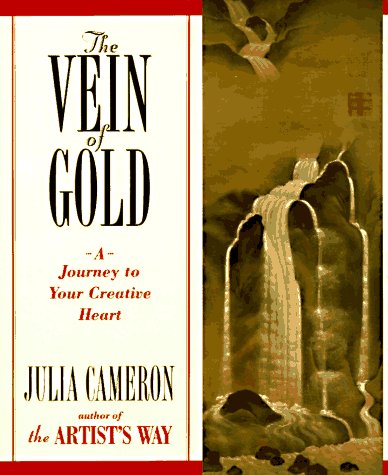 The
VEIN
of
GOLD
-A-
Journey to
Your Creative
Heart
JULIA CAMERON
author of
the ARTIST'S WAY